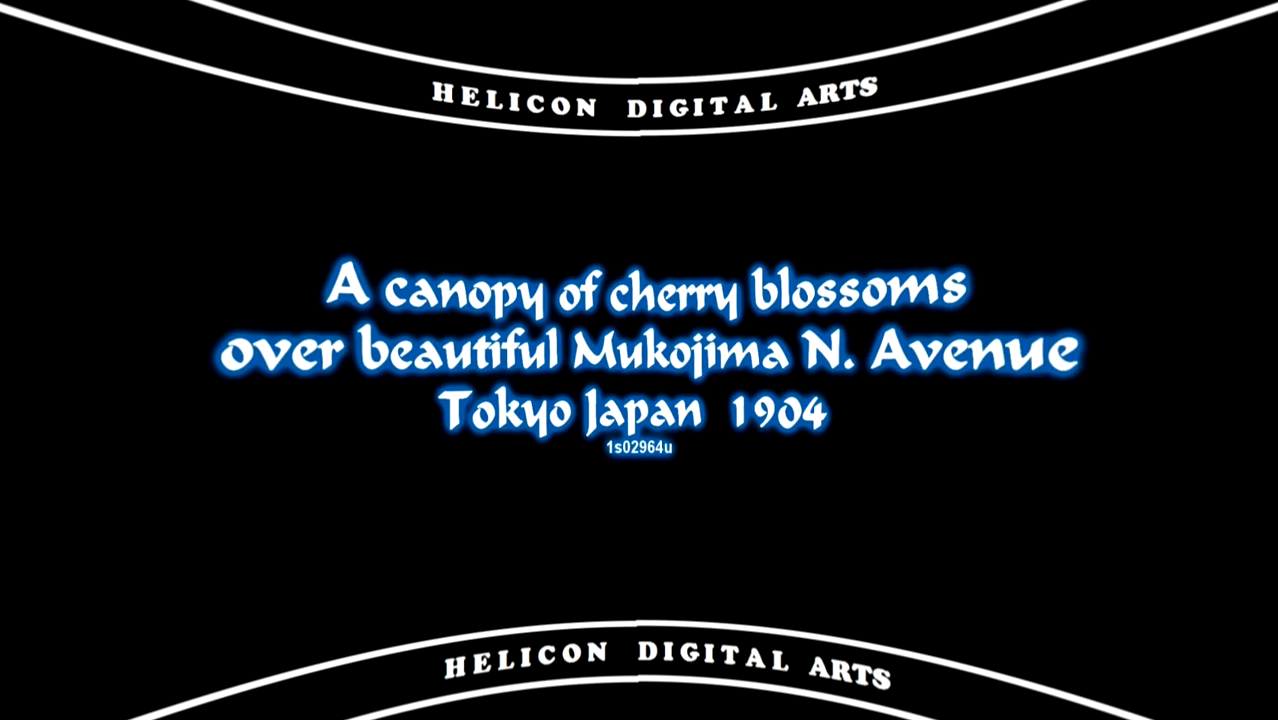 HELICON DIGITAL ARTS
A canopy of cherry blossoms
over beautiful Mukojima N. Avenue
Tokyo Japan 1904
1s02964u
HELICON DIGITAL ARTS